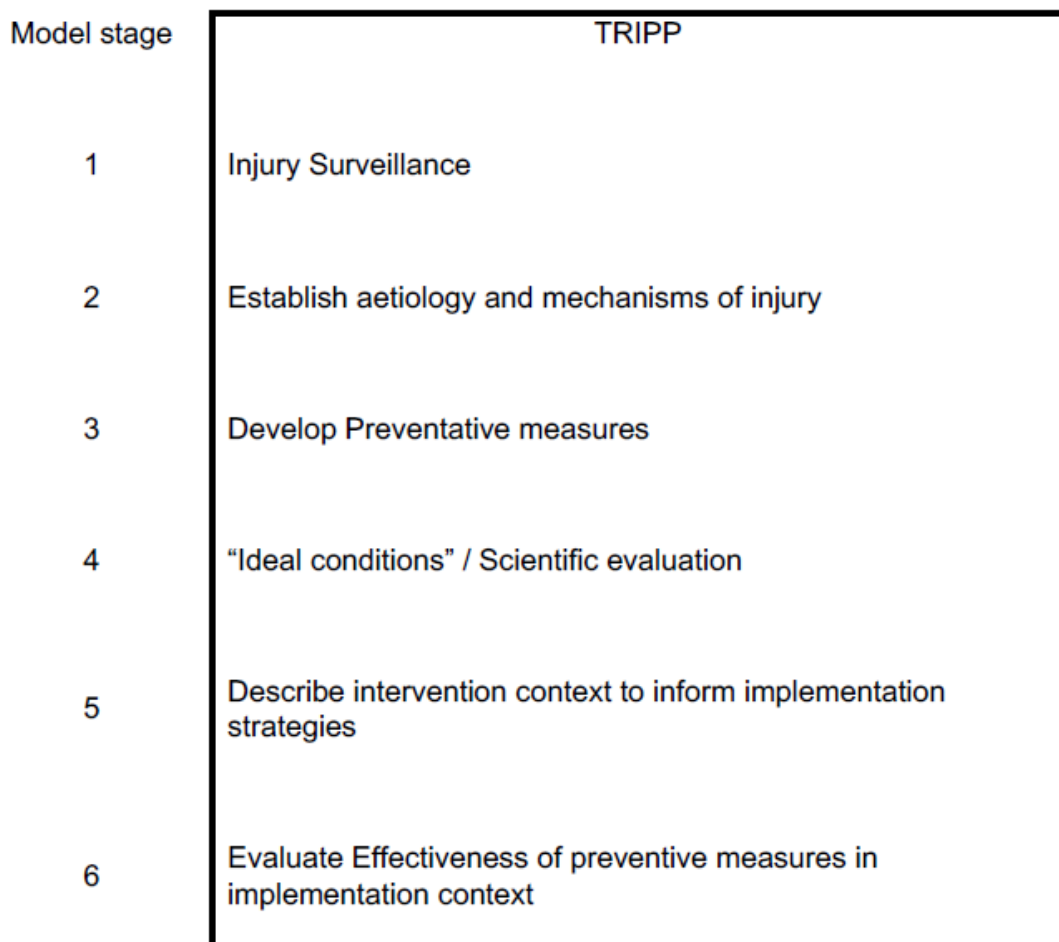 Model stage TRIPP
1 Injury Surveillance
2 Establish aetiology and mechanisms of injury
3 Develop Preventative measures
4 “Ideal conditions” / Scientific evaluation
5 Describe intervention context to inform implementation
strategies
6 Evaluate Effectiveness of preventive measures in
implementation context